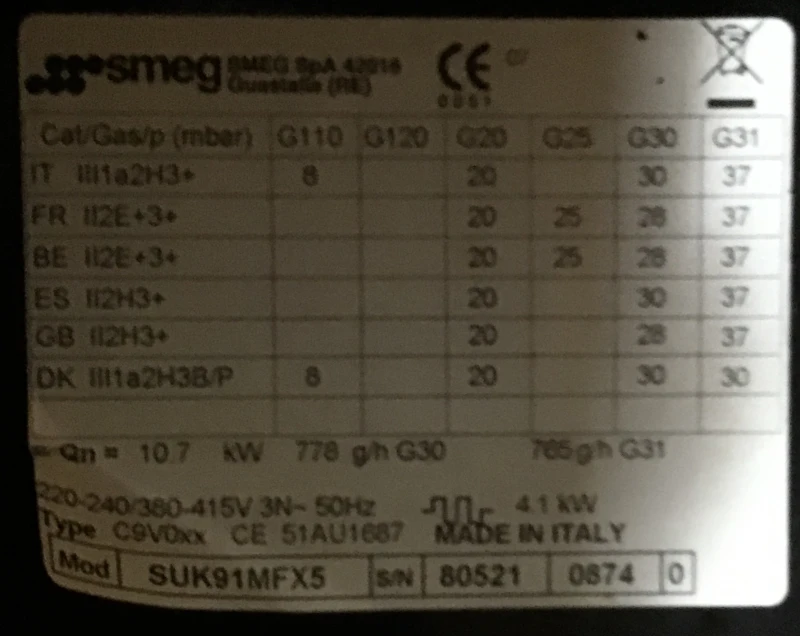 smeg SMEG SpA 42016
Guastalla (RE)
CE
0051
Cat/Gas/p (mbar) G110 G120 G20 G25 G30 G31
IT III1a2H3+ 8 20 30 37
FR II2E+3+ 20 25 28 37
BE II2E+3+ 20 25 28 37
ES II2H3+ 20 30 37
GB II2H3+ 20 28 37
DK III1a2H3B/P 8 20 30 30
Qn = 10.7 kW 778 g/h G30 765g/h G31
220-240/380-415V 3N~ 50Hz 4.1 kW
Type C9V0xx CE 51AU1687 MADE IN ITALY
Mod SUK91MFX5 S/N 80521 0874 0